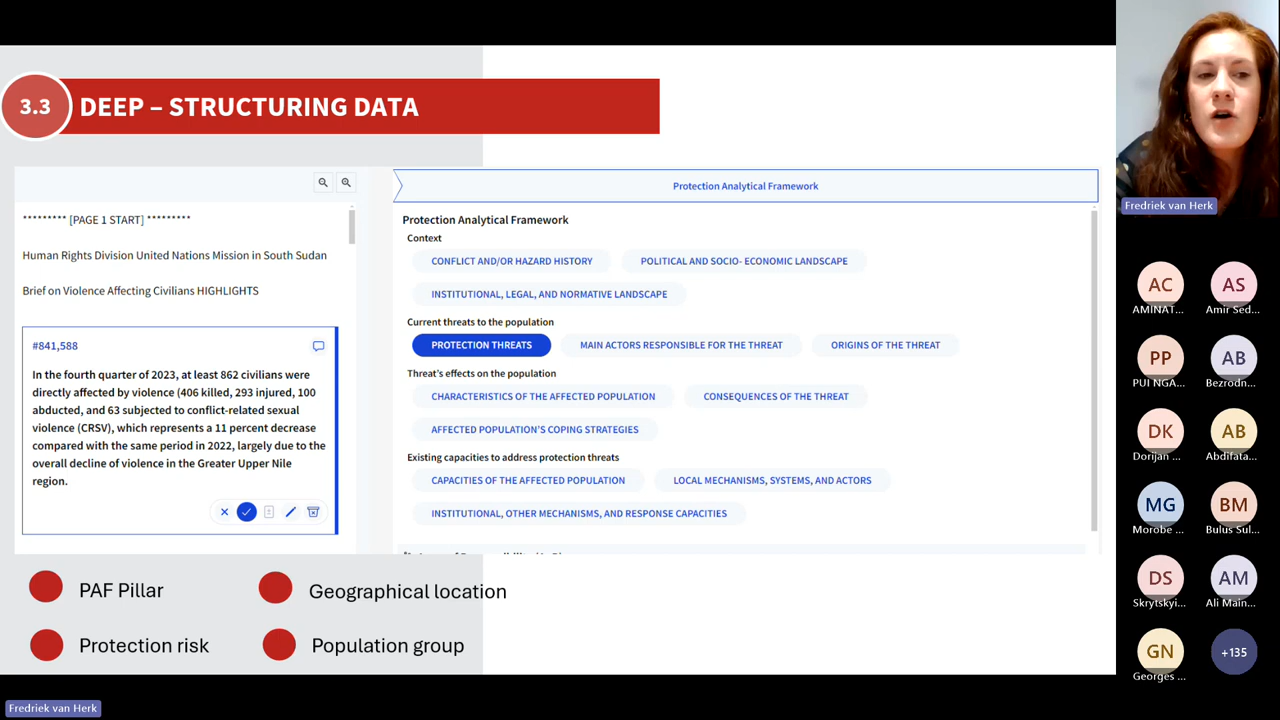 3.3
DEEP – STRUCTURING DATA
********* [PAGE 1 START] *********
Human Rights Division United Nations Mission in South Sudan
Brief on Violence Affecting Civilians HIGHLIGHTS
#841,588
In the fourth quarter of 2023, at least 862 civilians were
directly affected by violence (406 killed, 293 injured, 100
abducted, and 63 subjected to conflict-related sexual
violence (CRSV), which represents a 11 percent decrease
compared with the same period in 2022, largely due to the
overall decline of violence in the Greater Upper Nile
region.
Protection Analytical Framework
Protection Analytical Framework
Context
CONFLICT AND/OR HAZARD HISTORY
POLITICAL AND SOCIO- ECONOMIC LANDSCAPE
INSTITUTIONAL, LEGAL, AND NORMATIVE LANDSCAPE
Current threats to the population
PROTECTION THREATS
MAIN ACTORS RESPONSIBLE FOR THE THREAT
ORIGINS OF THE THREAT
Threat's effects on the population
CHARACTERISTICS OF THE AFFECTED POPULATION
CONSEQUENCES OF THE THREAT
AFFECTED POPULATION'S COPING STRATEGIES
Existing capacities to address protection threats
CAPACITIES OF THE AFFECTED POPULATION
LOCAL MECHANISMS, SYSTEMS, AND ACTORS
INSTITUTIONAL, OTHER MECHANISMS, AND RESPONSE CAPACITIES
PAF Pillar
Geographical location
Protection risk
Population group
Fredriek van Herk
Fredriek van Herk
AC
AMINAT...
AS
Amir Sed...
PP
PUI NGA...
AB
Bezrodn...
DK
Dorijan ...
AB
Abdifata...
MG
Morobe ...
BM
Bulus Sul...
DS
Skrytskyi...
AM
Ali Main...
GN
Georges ...
+135